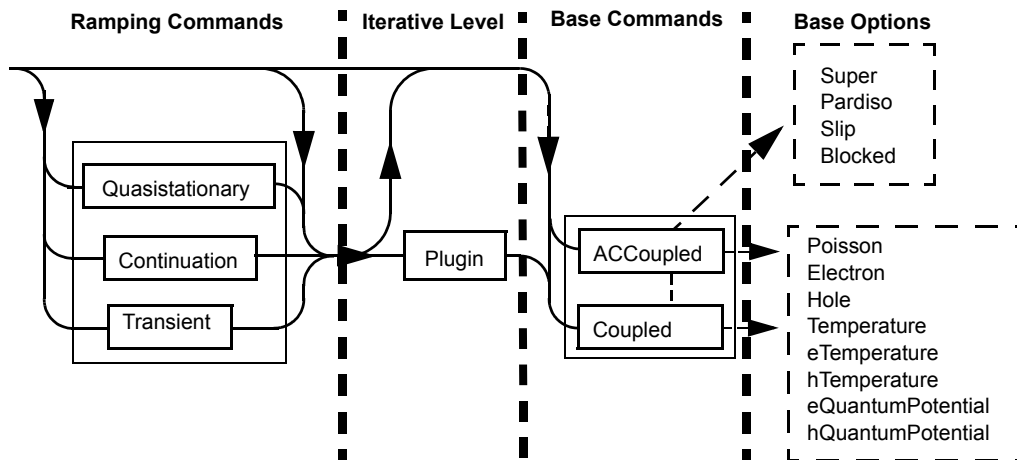 Ramping Commands
Iterative Level
Base Commands
Base Options
Super
Pardiso
Slip
Blocked
Quasistationary
Continuation
Transient
Plugin
ACCoupled
Coupled
Poisson
Electron
Hole
Temperature
eTemperature
hTemperature
eQuantumPotential
hQuantumPotential